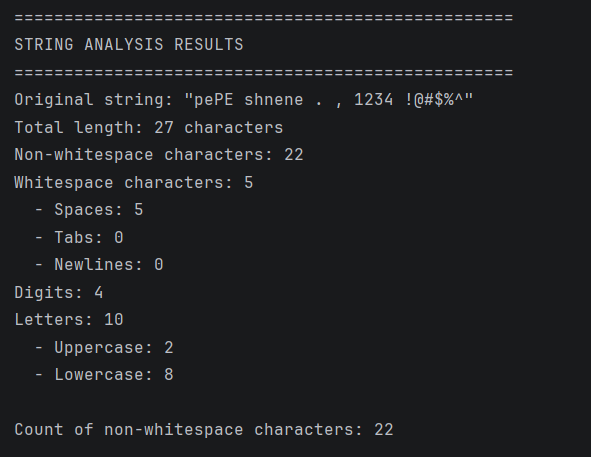 ==================================================
STRING ANALYSIS RESULTS
==================================================
Original string: "pePE shnene . , 1234 !@#$%^"
Total length: 27 characters
Non-whitespace characters: 22
Whitespace characters: 5
  - Spaces: 5
  - Tabs: 0
  - Newlines: 0
Digits: 4
Letters: 10
  - Uppercase: 2
  - Lowercase: 8

Count of non-whitespace characters: 22